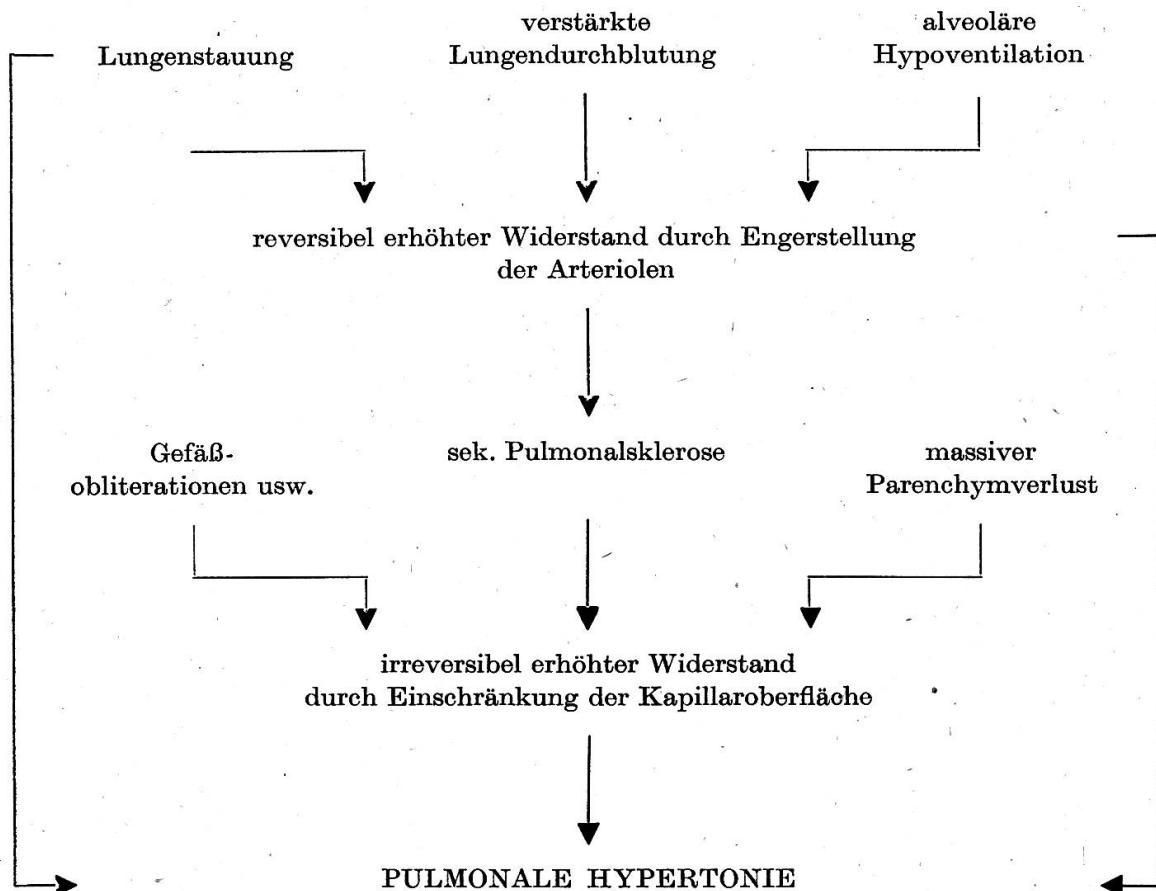 Lungenstauung
verstärkte
Lungendurchblutung
alveoläre
Hypoventilation
reversibel erhöhter Widerstand durch Engerstellung
der Arteriolen
Gefäß-
obliterationen usw.
sek. Pulmonalsklerose
massiver
Parenchymverlust
irreversibel erhöhter Widerstand
durch Einschränkung der Kapillaroberfläche
PULMONALE HYPERTONIE